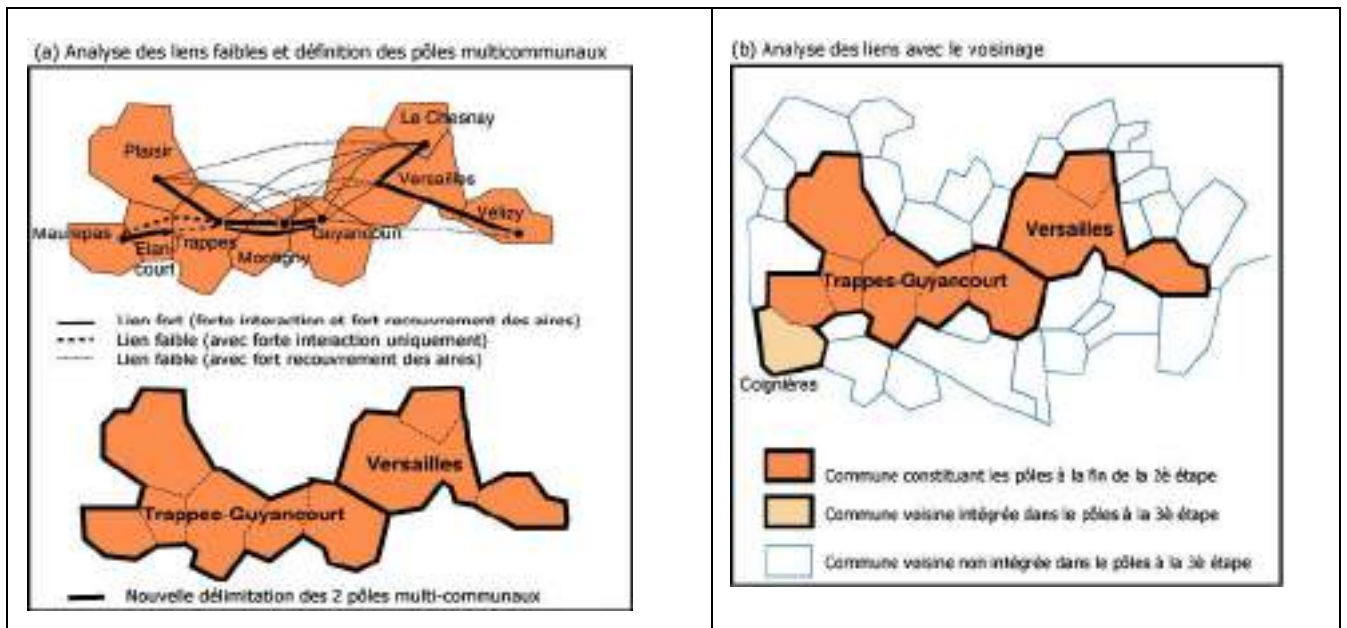 (a) Analyse des liens faibles et définition des pôles multicommunaux
Le Chesnay
Plaisir
Versailles
Vélizy
Maurepas
Elan-
court
Trappes
Montigny
Guyancourt
Lien fort (forte interaction et fort recouvrement des aires)
Lien faible (avec forte interaction uniquement)
Lien faible (avec fort recouvrement des aires)
Versailles
Trappes-Guyancourt
Nouvelle délimitation des 2 pôles multi-communaux
(b) Analyse des liens avec le voisinage
Versailles
Trappes-Guyancourt
Coignières
Commune constituant les pôles à la fin de la 2è étape
Commune voisine intégrée dans le pôles à la 3è étape
Commune voisine non intégrée dans le pôles à la 3è étape